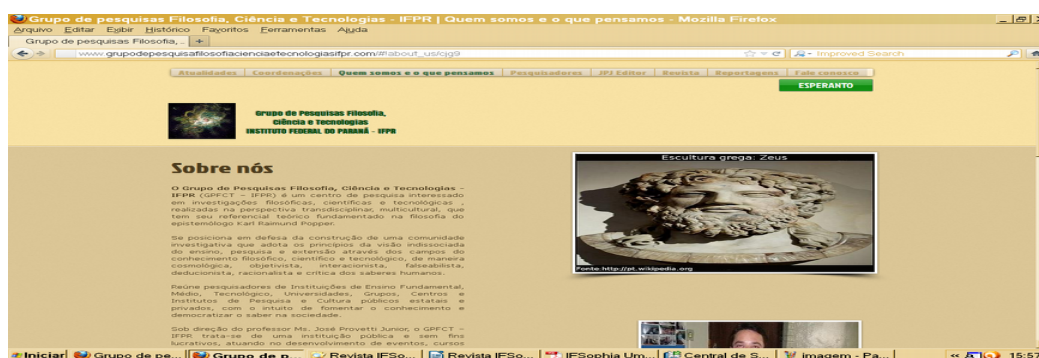 Grupo de pesquisas Filosofia, Ciência e Tecnologias - IFPR | Quem somos e o que pensamos - Mozilla Firefox
Arquivo Editar Exibir Histórico Favoritos Ferramentas Ajuda
Grupo de pesquisas Filosofia, ...
www.grupodepesquisafilosofiacienciaetecnologiasifpr.com/#!about_us/cjg9
Improved Search
Atualidades Coordenações Quem somos e o que pensamos Pesquisadores JPJ Editor Revista Reportagens Fale conosco
ESPERANTO
Grupo de Pesquisas Filosofia,
Ciência e Tecnologias
INSTITUTO FEDERAL DO PARANÁ - IFPR
Sobre nós
O Grupo de Pesquisas Filosofia, Ciência e Tecnologias -
IFPR (GPFCT - IFPR) é um centro de pesquisa interessado
em investigações filosóficas, científicas e tecnológicas ,
realizadas na perspectiva transdisciplinar, multicultural, que
tem seu referencial teórico fundamentado na filosofia do
epistemólogo Karl Raimund Popper.
Se posiciona em defesa da construção de uma comunidade
investigativa que adota os princípios da visão indissociada
do ensino, pesquisa e extensão através dos campos do
conhecimento filosófico, científico e tecnológico, de maneira
cosmológica, objetivista, interacionista, falseabilista,
deducionista, racionalista e crítica dos saberes humanos.
Reúne pesquisadores de Instituições de Ensino Fundamental,
Médio, Tecnológico, Universidades, Grupos, Centros e
Institutos de Pesquisa e Cultura públicos estatais e
privados, com o intuito de fomentar o conhecimento e
democratizar o saber na sociedade.
Sob direção do professor Ms. José Provetti Junior, o GPFCT -
IFPR trata-se de uma instituição pública e sem fins
lucrativos, atuando no desenvolvimento de eventos, cursos
Escultura grega: Zeus
Fonte:http://pt.wikipedia.org
Iniciar Grupo de pe... Grupo de p... Revista IFSo... Revista IFSo... IFSophia Um... Central de S... imagem - Pa... 15:57